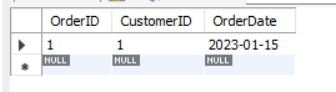 OrderID CustomerID OrderDate
1 1 2023-01-15
NULL NULL NULL